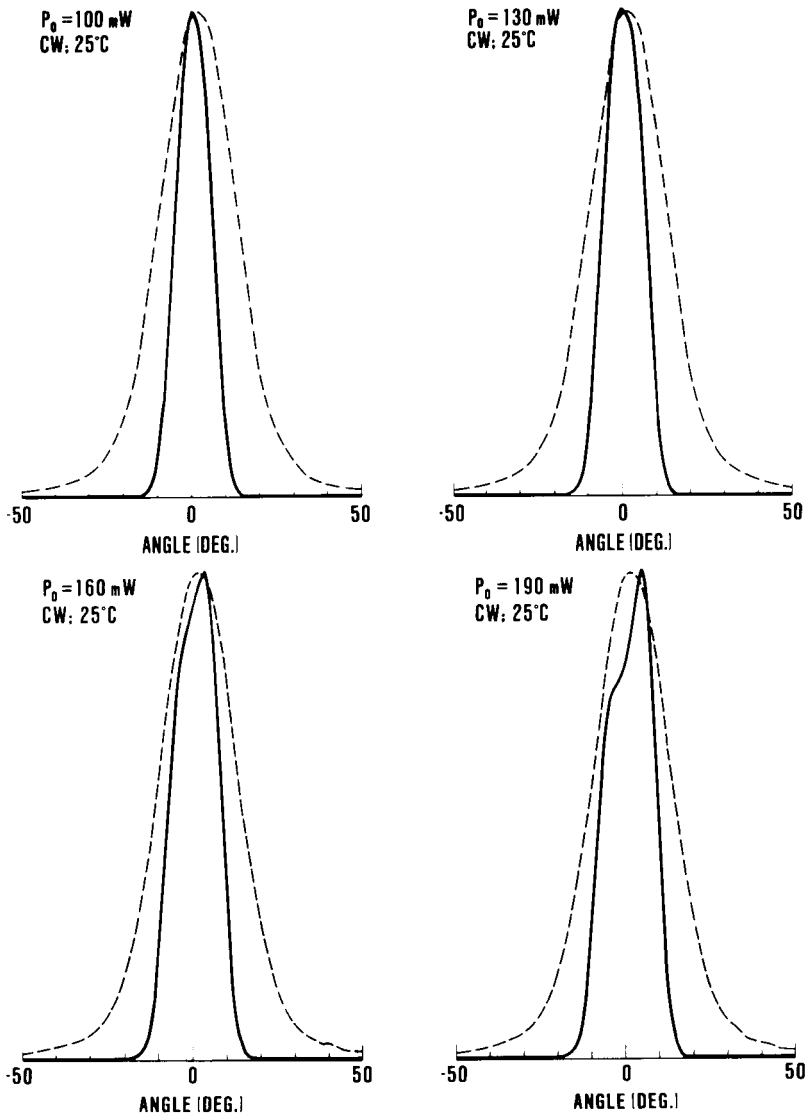 P₀ = 100 mW
CW; 25°C
-50 0 50
ANGLE (DEG.)
P₀ = 130 mW
CW; 25°C
-50 0 50
ANGLE (DEG.)
P₀ = 160 mW
CW; 25°C
-50 0 50
ANGLE (DEG.)
P₀ = 190 mW
CW; 25°C
-50 0 50
ANGLE (DEG.)